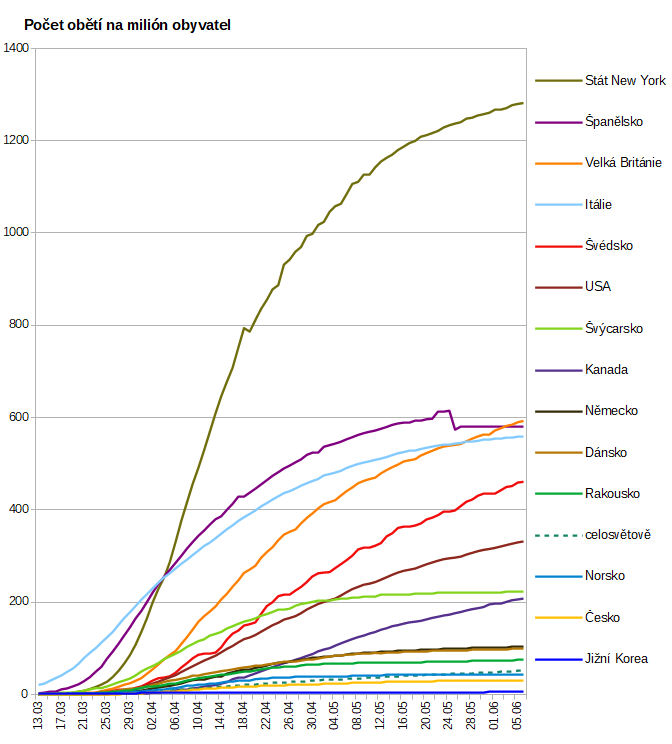 Počet obětí na milión obyvatel
1400
1200
1000
800
600
400
200
0
13.03
17.03
21.03
25.03
29.03
02.04
06.04
10.04
14.04
18.04
22.04
26.04
30.04
04.05
08.05
12.05
16.05
20.05
24.05
28.05
01.06
05.06
Stát New York
Španělsko
Velká Británie
Itálie
Švédsko
USA
Švýcarsko
Kanada
Německo
Dánsko
Rakousko
celosvětově
Norsko
Česko
Jižní Korea